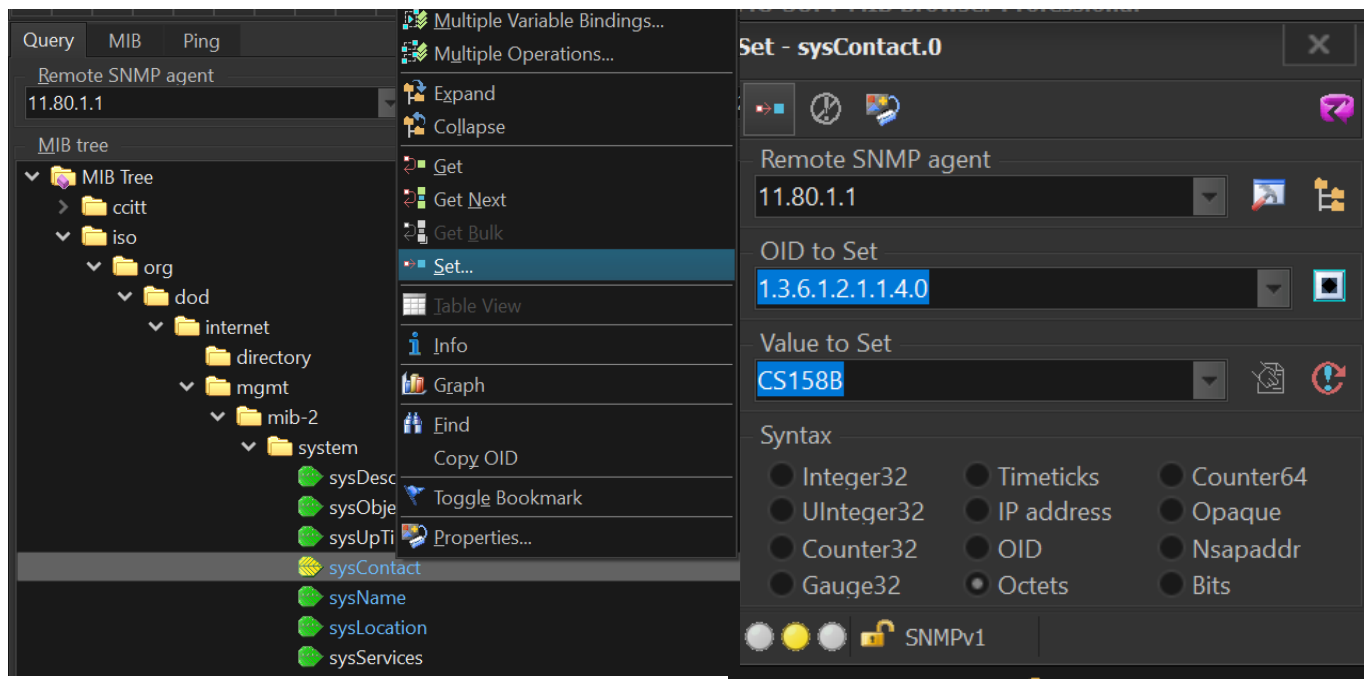 Query MIB Ping
Remote SNMP agent
11.80.1.1
MIB tree
MIB Tree
ccitt
iso
org
dod
internet
directory
mgmt
mib-2
system
sysDesc
sysObje
sysUpTi
sysContact
sysName
sysLocation
sysServices
Multiple Variable Bindings...
Multiple Operations...
Expand
Collapse
Get
Get Next
Get Bulk
Set...
Table View
Info
Graph
Find
Copy OID
Toggle Bookmark
Properties...
Set - sysContact.0
Remote SNMP agent
11.80.1.1
OID to Set
1.3.6.1.2.1.1.4.0
Value to Set
CS158B
Syntax
Integer32 Timeticks Counter64
UInteger32 IP address Opaque
Counter32 OID Nsapaddr
Gauge32 Octets Bits
SNMPv1